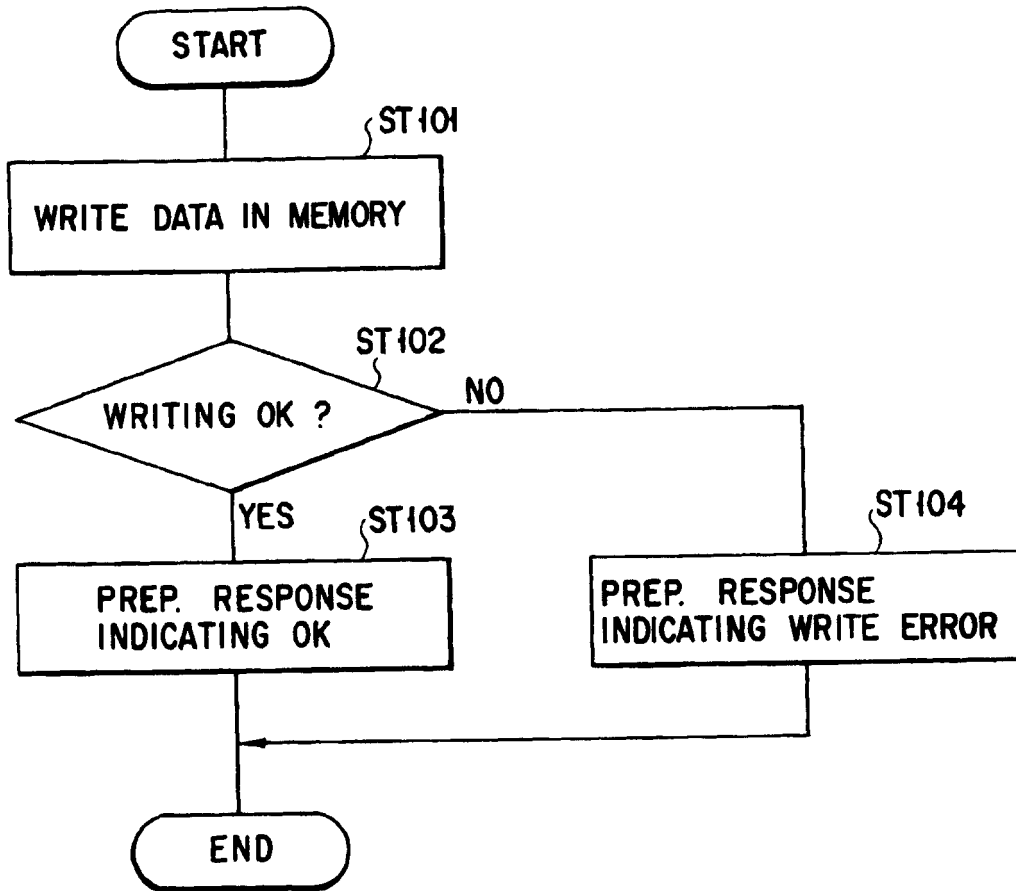 START
ST101
WRITE DATA IN MEMORY
ST102
WRITING OK ?
NO
YES
ST103
PREP. RESPONSE
INDICATING OK
ST104
PREP. RESPONSE
INDICATING WRITE ERROR
END